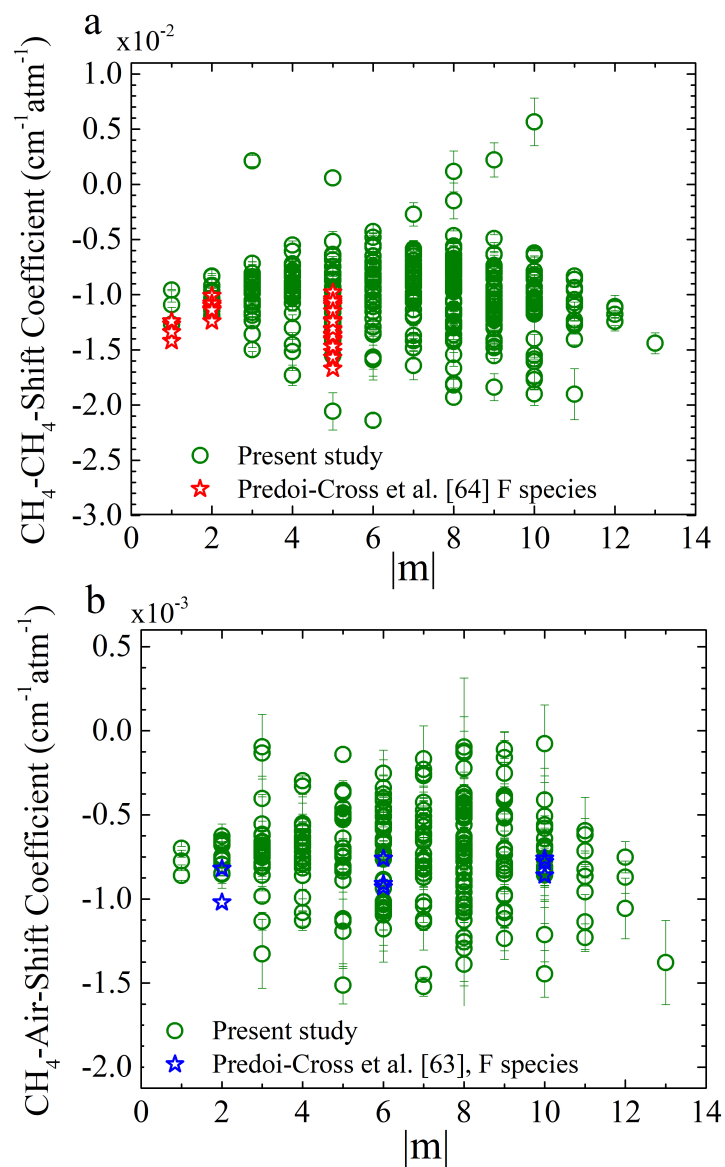 a
x10⁻²
CH₄-CH₄-Shift Coefficient (cm⁻¹atm⁻¹)
1.0
0.5
0.0
-0.5
-1.0
-1.5
-2.0
-2.5
-3.0
Present study
Predoi-Cross et al. [64] F species
0 2 4 6 8 10 12 14
|m|
b
x10⁻³
CH₄-Air-Shift Coefficient (cm⁻¹atm⁻¹)
0.5
0.0
-0.5
-1.0
-1.5
-2.0
Present study
Predoi-Cross et al. [63], F species
0 2 4 6 8 10 12 14
|m|